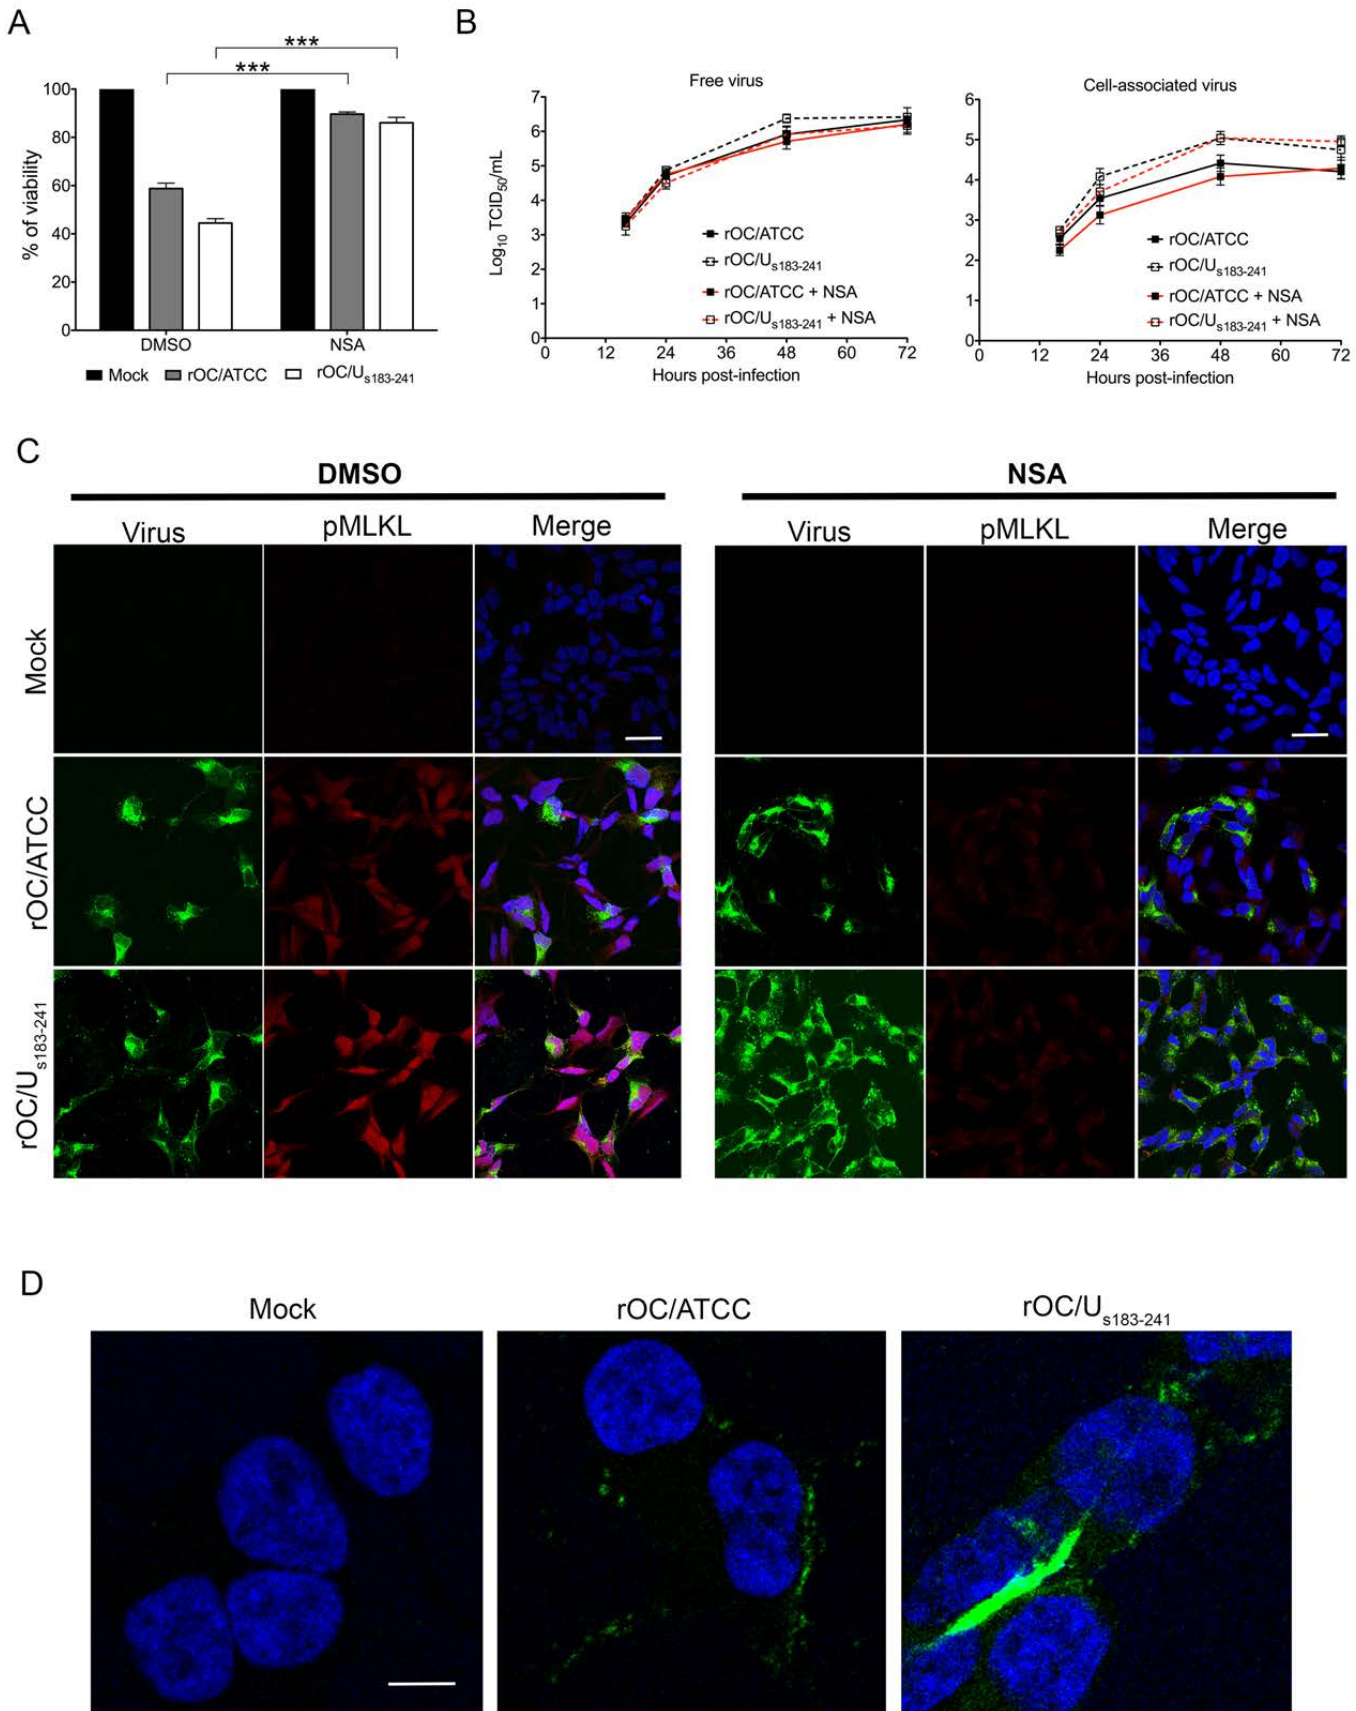 A
***
***
100
80
60
40
20
0
% of viability
DMSO NSA
Mock rOC/ATCC rOC/Us183-241
B
Free virus
7
6
5
4
3
2
1
0
Log10 TCID50/mL
rOC/ATCC
rOC/Us183-241
rOC/ATCC + NSA
rOC/Us183-241 + NSA
0 12 24 36 48 60 72
Hours post-infection
Cell-associated virus
6
5
4
3
2
1
0
rOC/ATCC
rOC/Us183-241
rOC/ATCC + NSA
rOC/Us183-241 + NSA
0 12 24 36 48 60 72
Hours post-infection
C
DMSO NSA
Virus pMLKL Merge Virus pMLKL Merge
Mock
rOC/ATCC
rOC/Us183-241
D
Mock rOC/ATCC rOC/Us183-241